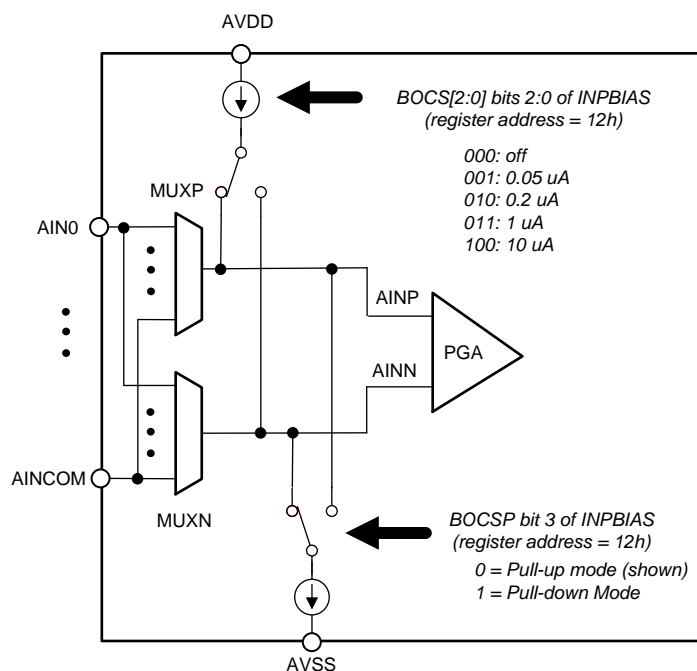 AVDD
BOCS[2:0] bits 2:0 of INPBIAS
(register address = 12h)
000: off
001: 0.05 uA
010: 0.2 uA
011: 1 uA
100: 10 uA
MUXP
AIN0
AINP
PGA
AINN
AINCOM
MUXN
BOCSP bit 3 of INPBIAS
(register address = 12h)
0 = Pull-up mode (shown)
1 = Pull-down Mode
AVSS